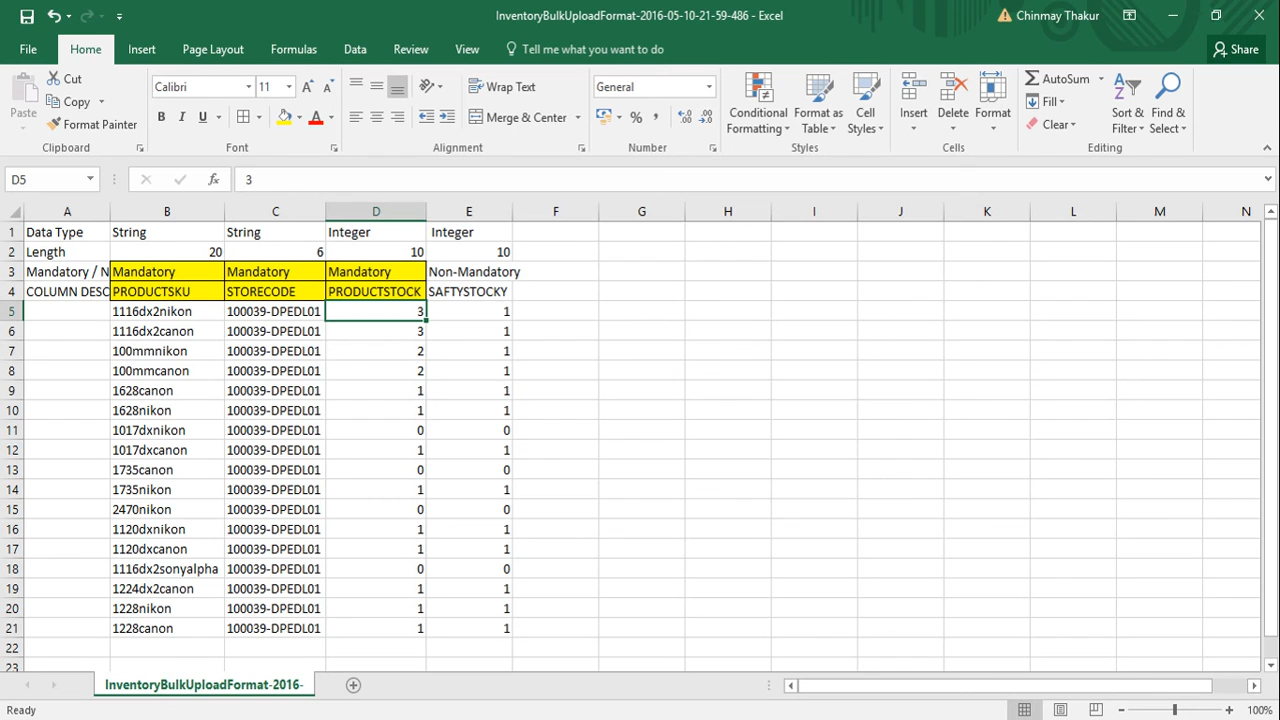 InventoryBulkUploadFormat-2016-05-10-21-59-486 - Excel
Chinmay Thakur
File Home Insert Page Layout Formulas Data Review View Tell me what you want to do Share
Paste
Cut
Copy
Format Painter
Clipboard
Calibri 11
B I U A
Font
Wrap Text
Merge & Center
Alignment
General
% ,
Number
Conditional Formatting
Format as Table
Cell Styles
Styles
Insert Delete Format
Cells
AutoSum
Fill
Clear
Sort & Filter
Find & Select
Editing
D5 fx 3
A B C D E F G H I J K L M N
1 Data Type String String Integer Integer
2 Length 20 6 10 10
3 Mandatory / N Mandatory Mandatory Mandatory Non-Mandatory
4 COLUMN DESC PRODUCTSKU STORECODE PRODUCTSTOCK SAFTYSTOCKY
5 1116dx2nikon 100039-DPEDL01 3 1
6 1116dx2canon 100039-DPEDL01 3 1
7 100mmnikon 100039-DPEDL01 2 1
8 100mmcanon 100039-DPEDL01 2 1
9 1628canon 100039-DPEDL01 1 1
10 1628nikon 100039-DPEDL01 1 1
11 1017dxnikon 100039-DPEDL01 0 0
12 1017dxcanon 100039-DPEDL01 1 1
13 1735canon 100039-DPEDL01 0 0
14 1735nikon 100039-DPEDL01 1 1
15 2470nikon 100039-DPEDL01 0 0
16 1120dxnikon 100039-DPEDL01 1 1
17 1120dxcanon 100039-DPEDL01 1 1
18 1116dx2sonyalpha 100039-DPEDL01 0 0
19 1224dx2canon 100039-DPEDL01 1 1
20 1228nikon 100039-DPEDL01 1 1
21 1228canon 100039-DPEDL01 1 1
22
23
InventoryBulkUploadFormat-2016-
Ready 100%